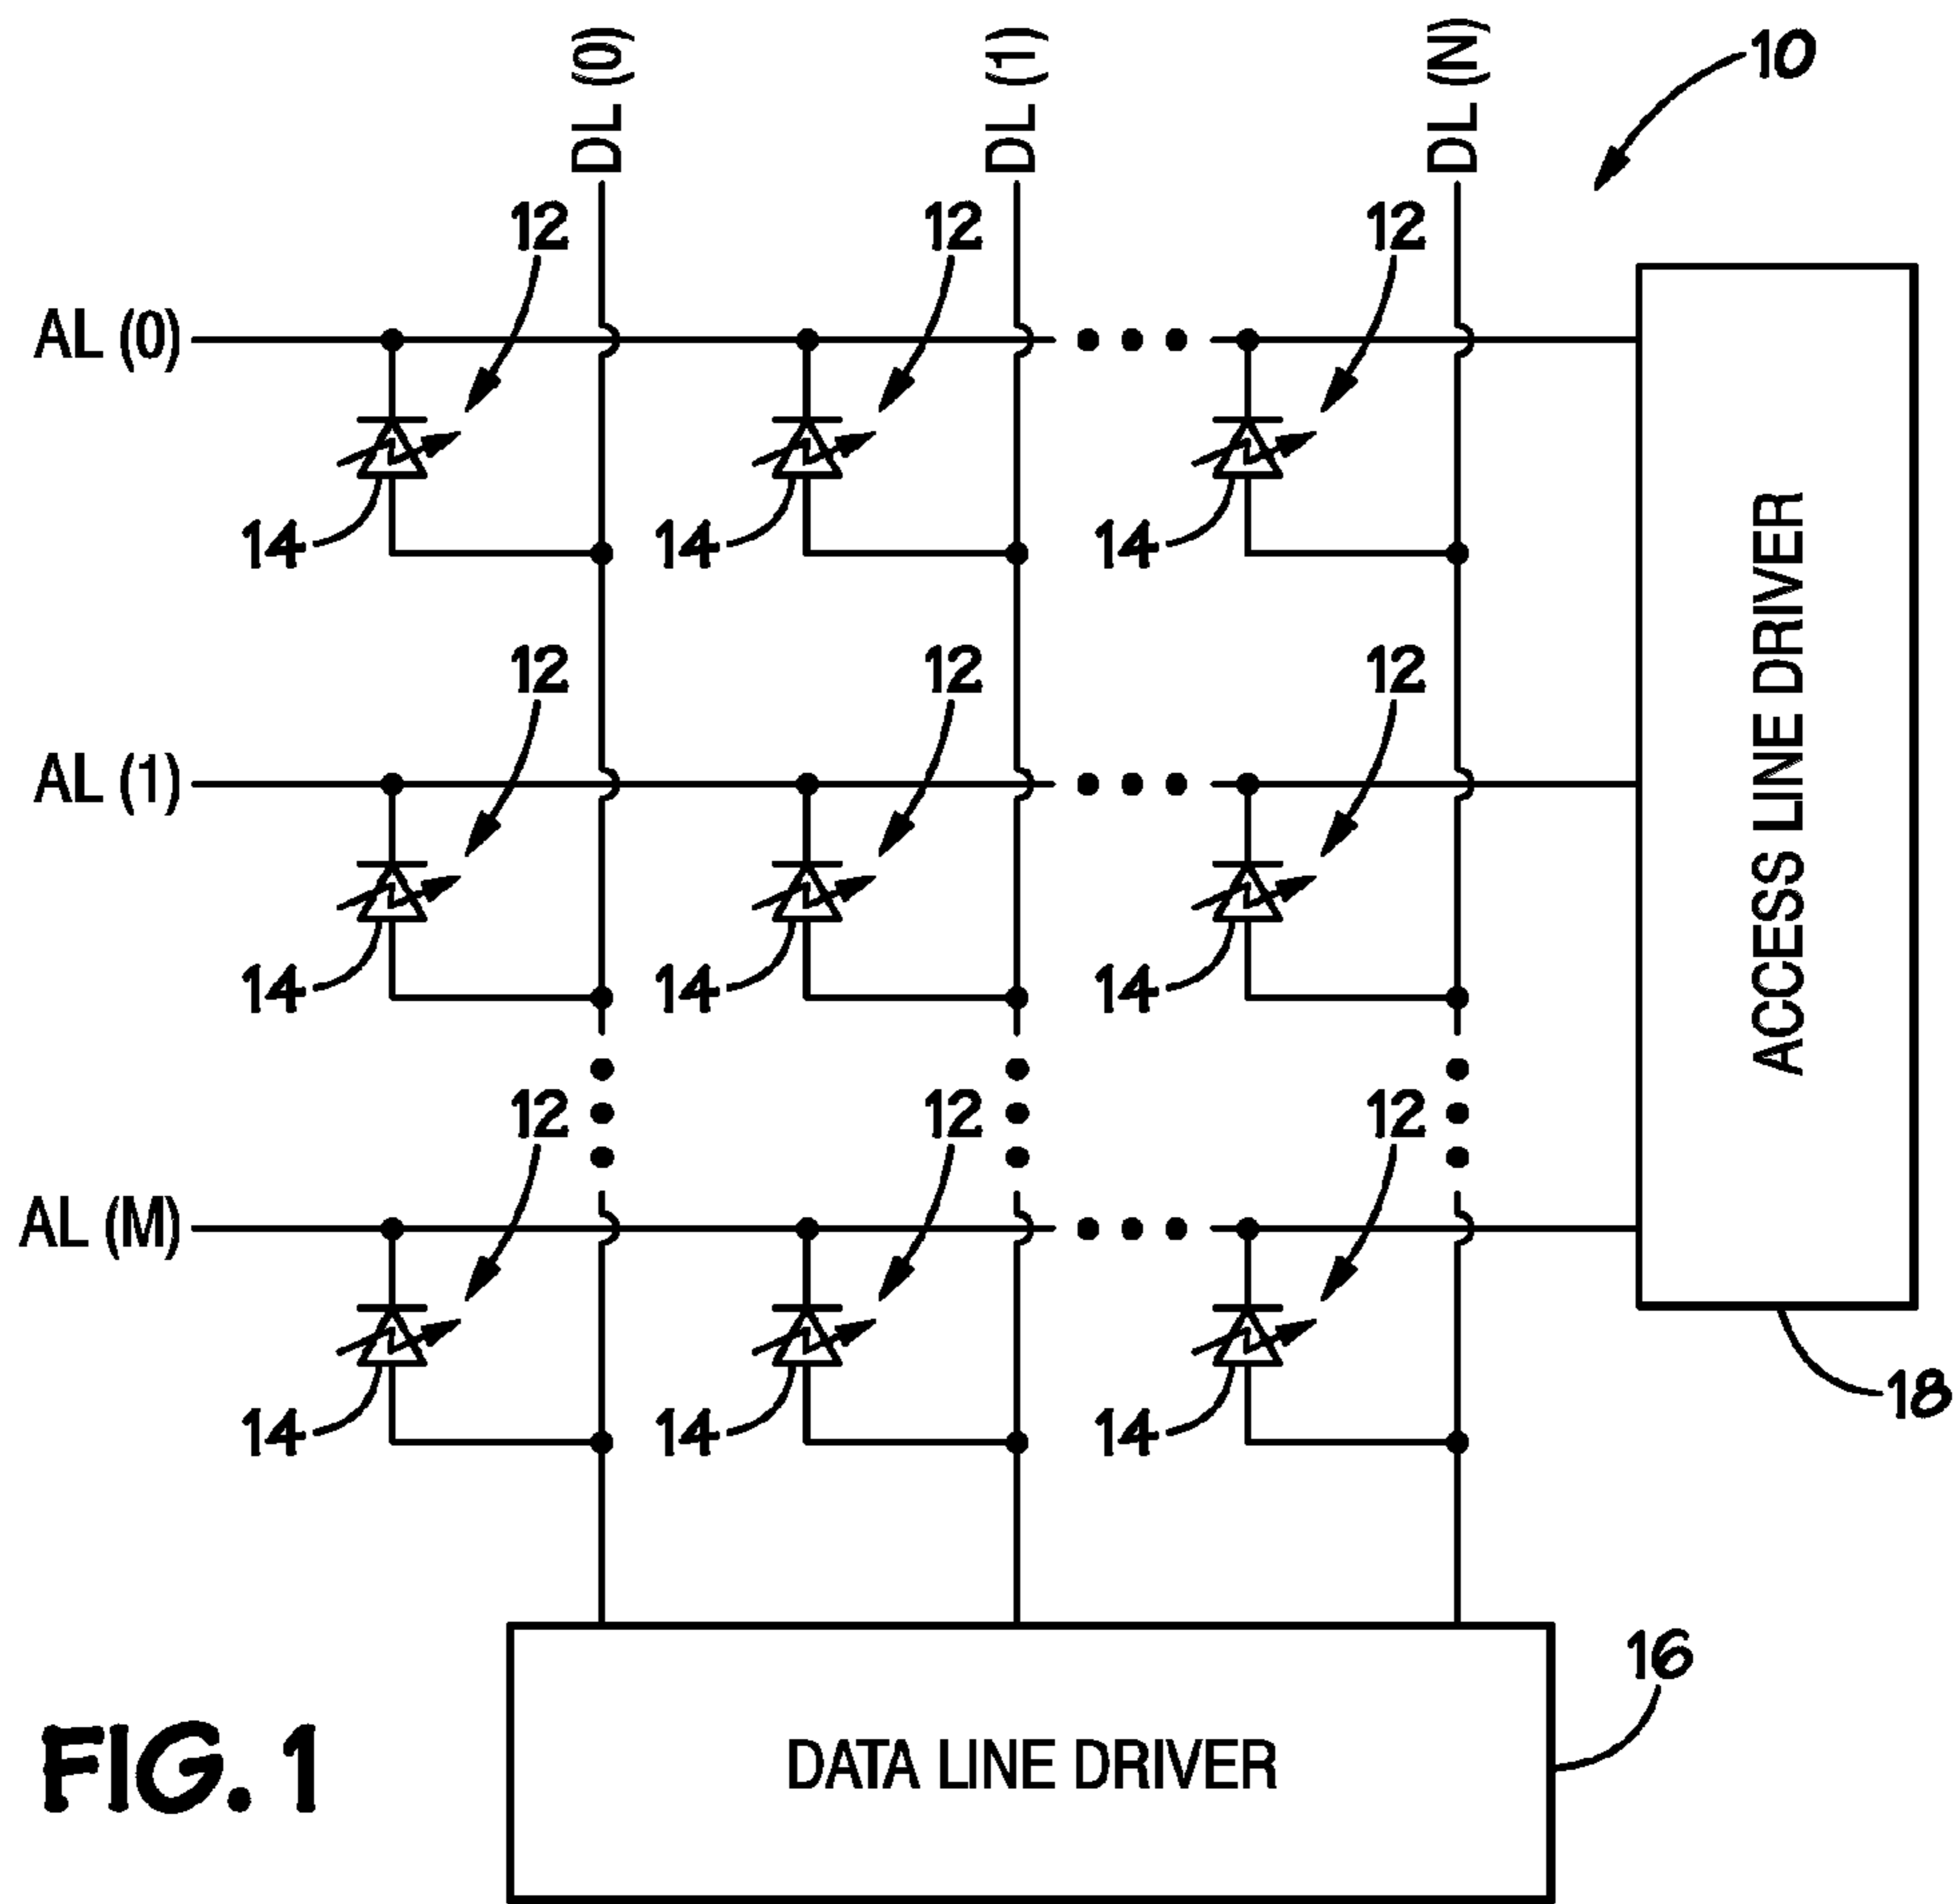 DL (0) DL (1) DL (N)
10
12 12 12
AL (0)
14 14 14
12 12 12
AL (1)
14 14 14
12 12 12
AL (M)
14 14 14
ACCESS LINE DRIVER
18
16
DATA LINE DRIVER
FIG. 1